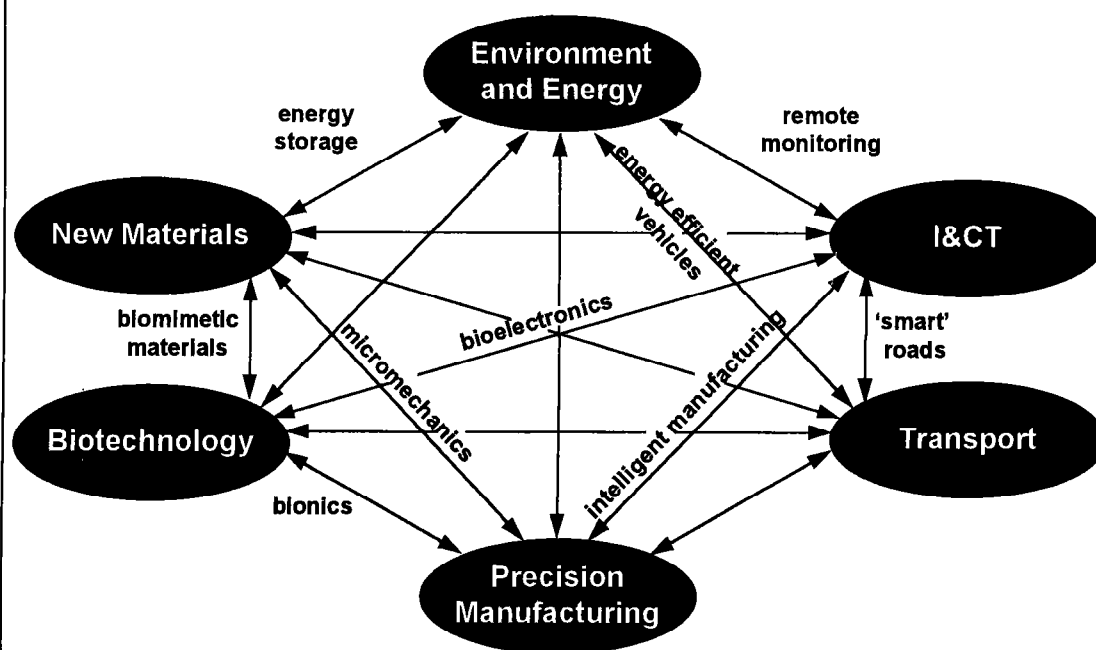 Environment
and Energy
energy
storage
remote
monitoring
energy efficient
vehicles
New Materials
I&CT
biomimetic
materials
micromechanics
bioelectronics
intelligent manufacturing
‘smart’
roads
Biotechnology
Transport
bionics
Precision
Manufacturing